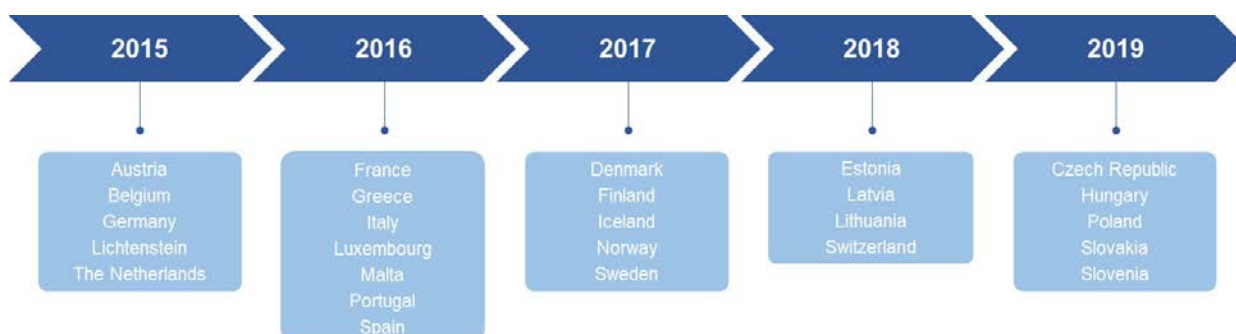 2015
Austria
Belgium
Germany
Lichtenstein
The Netherlands
2016
France
Greece
Italy
Luxembourg
Malta
Portugal
Spain
2017
Denmark
Finland
Iceland
Norway
Sweden
2018
Estonia
Latvia
Lithuania
Switzerland
2019
Czech Republic
Hungary
Poland
Slovakia
Slovenia